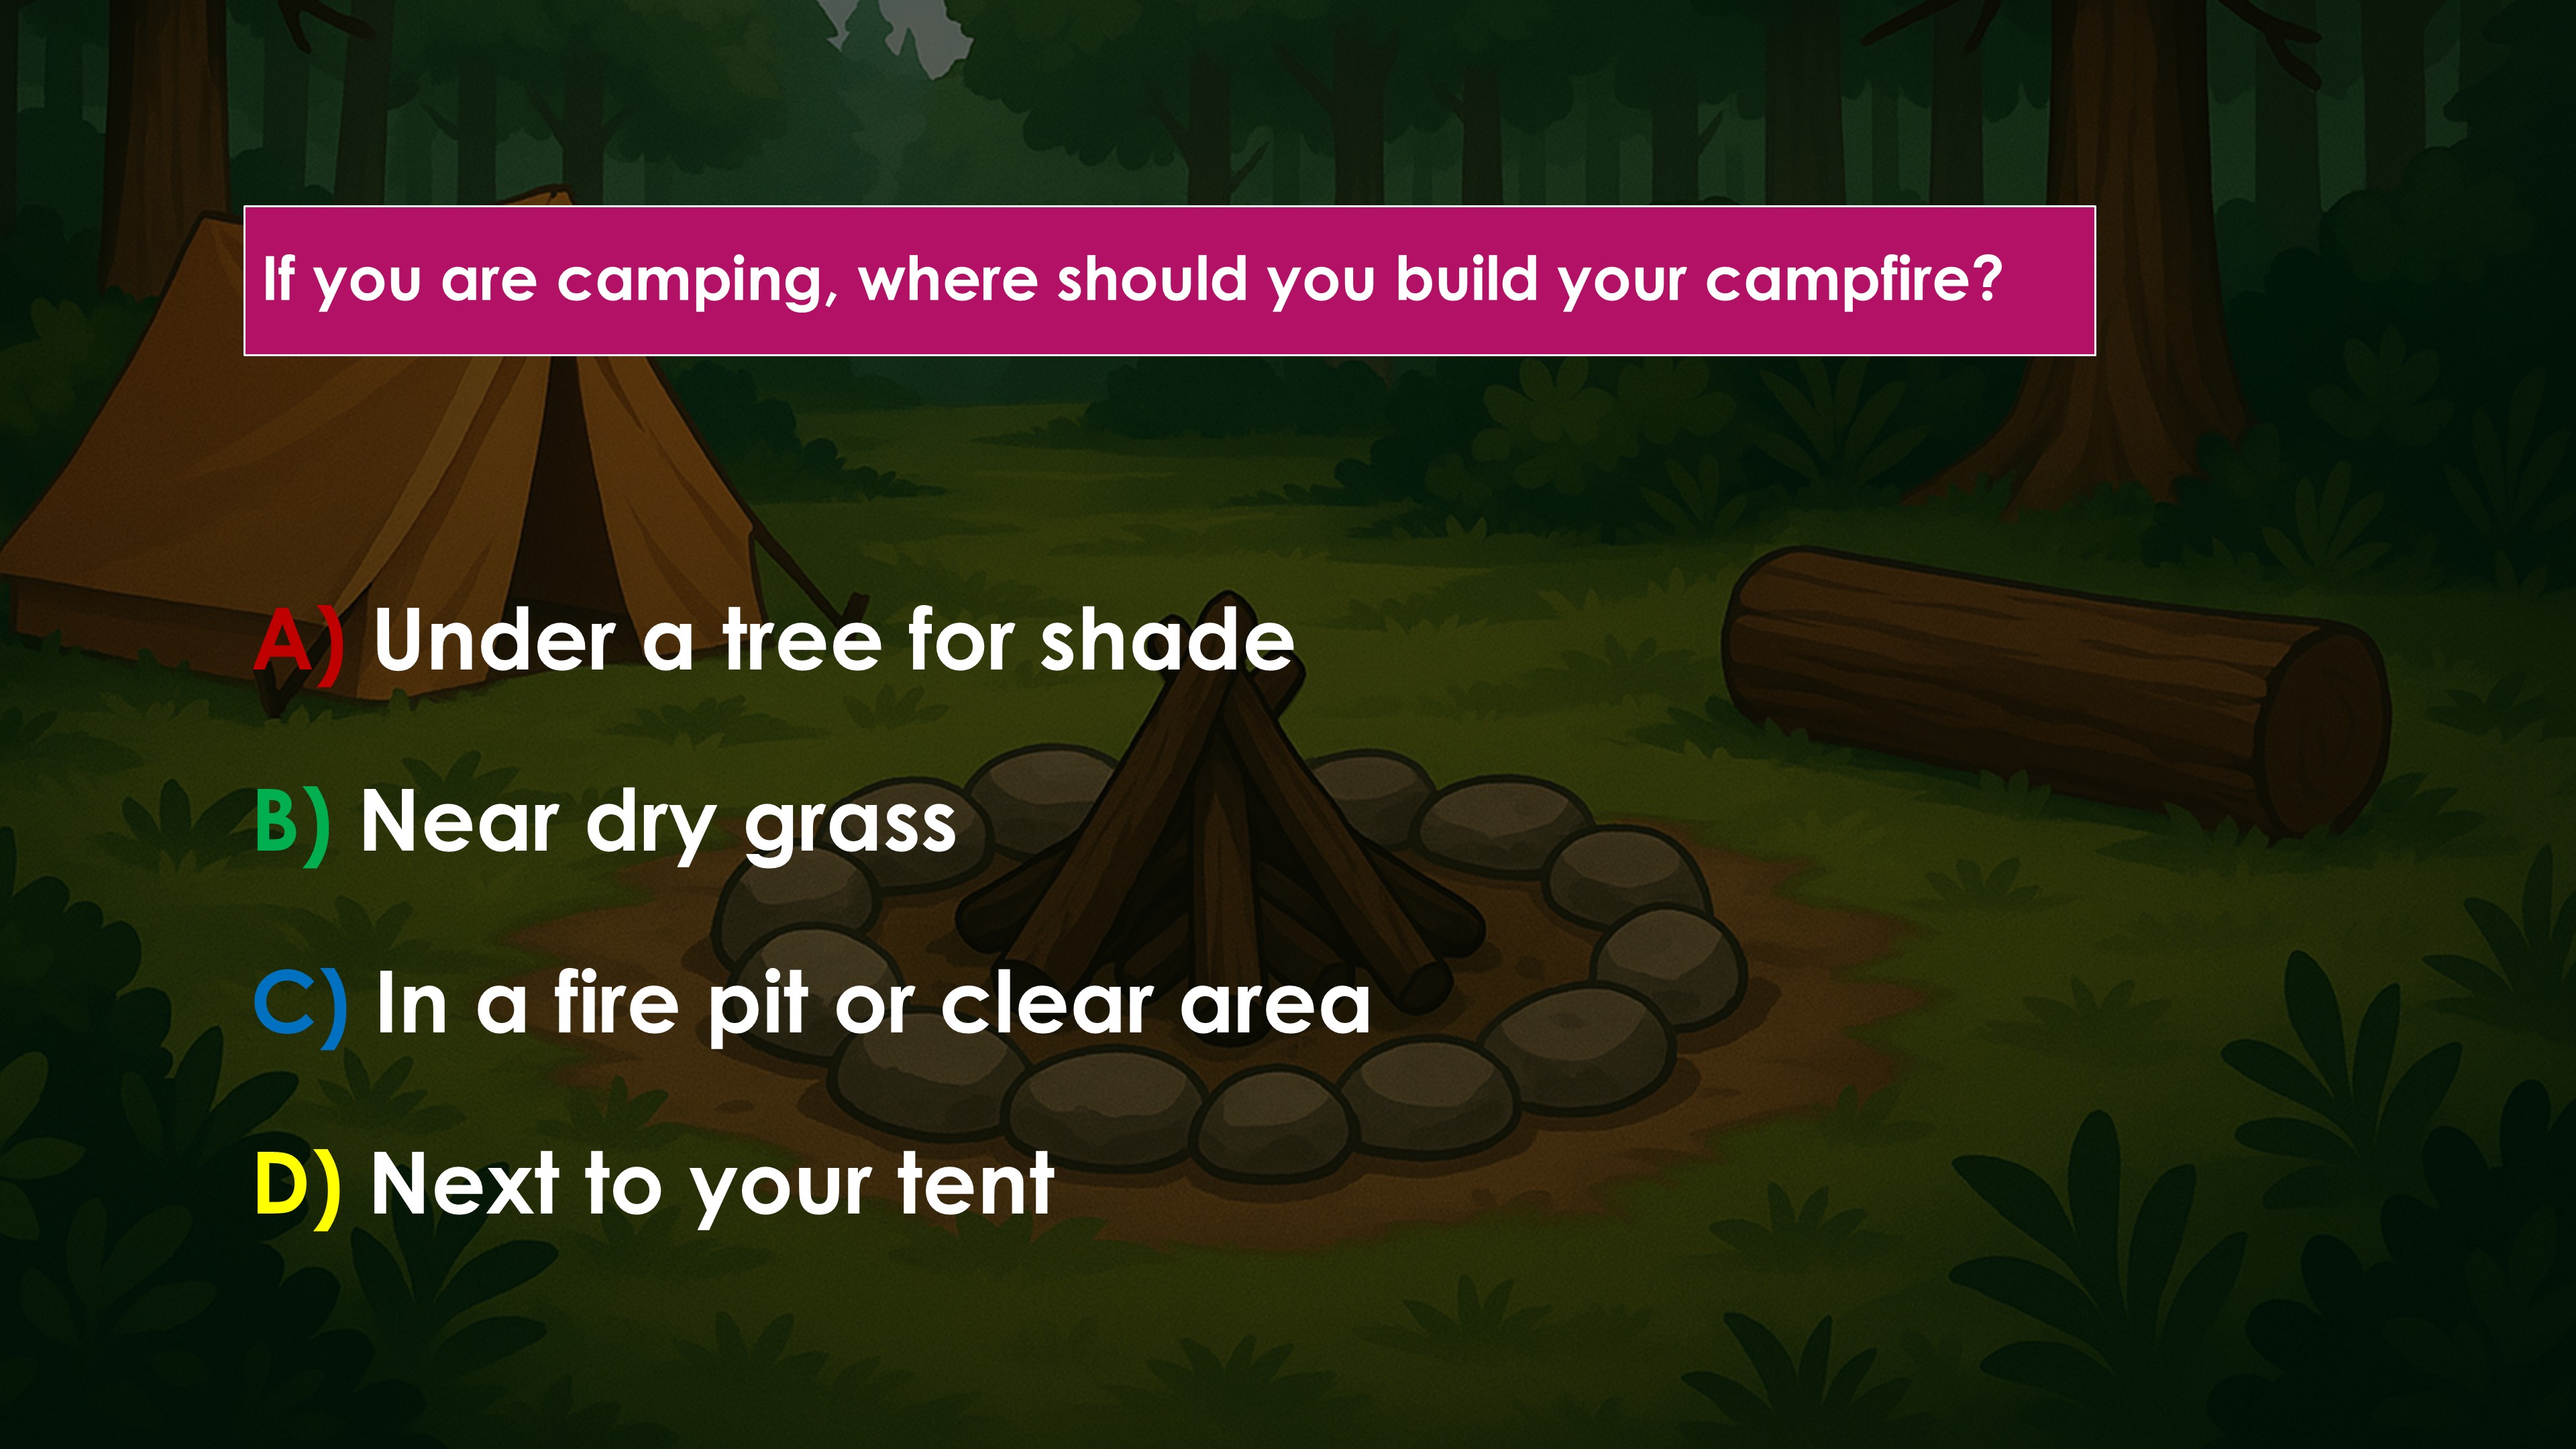 If you are camping, where should you build your campfire?
A) Under a tree for shade
B) Near dry grass
C) In a fire pit or clear area
D) Next to your tent